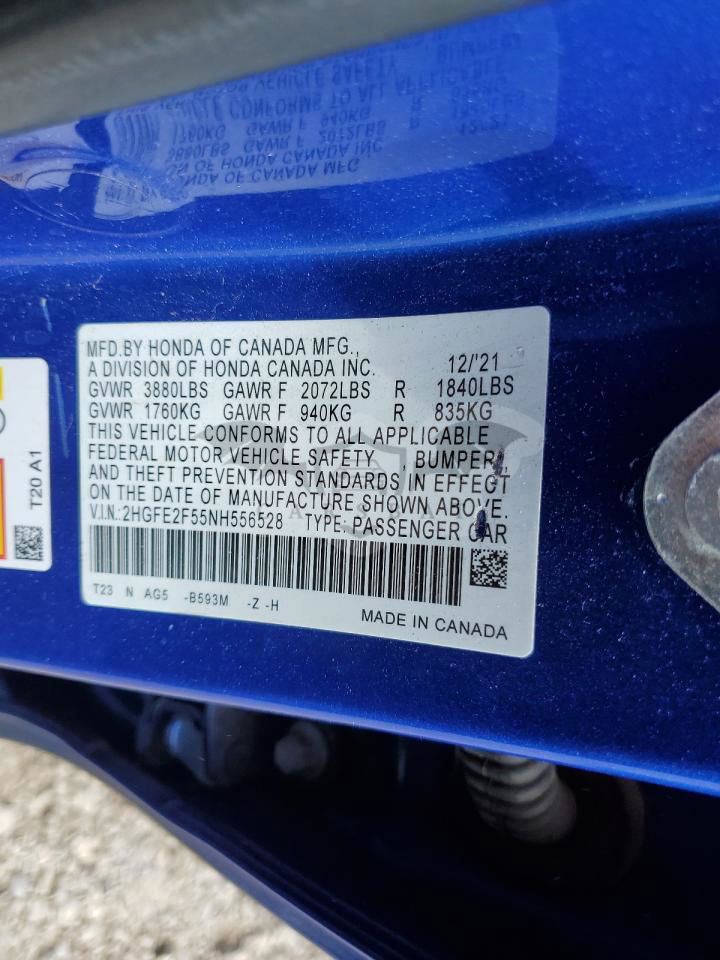 MFD.BY HONDA OF CANADA MFG.,
A DIVISION OF HONDA CANADA INC. 12/'21
GVWR 3880LBS GAWR F 2072LBS R 1840LBS
GVWR 1760KG GAWR F 940KG R 835KG
THIS VEHICLE CONFORMS TO ALL APPLICABLE
FEDERAL MOTOR VEHICLE SAFETY , BUMPER,
AND THEFT PREVENTION STANDARDS IN EFFECT
ON THE DATE OF MANUFACTURE SHOWN ABOVE.
V.I.N.:2HGFE2F55NH556528 TYPE: PASSENGER CAR
T23 N AG5 -B593M -Z -H
MADE IN CANADA
T20 A1